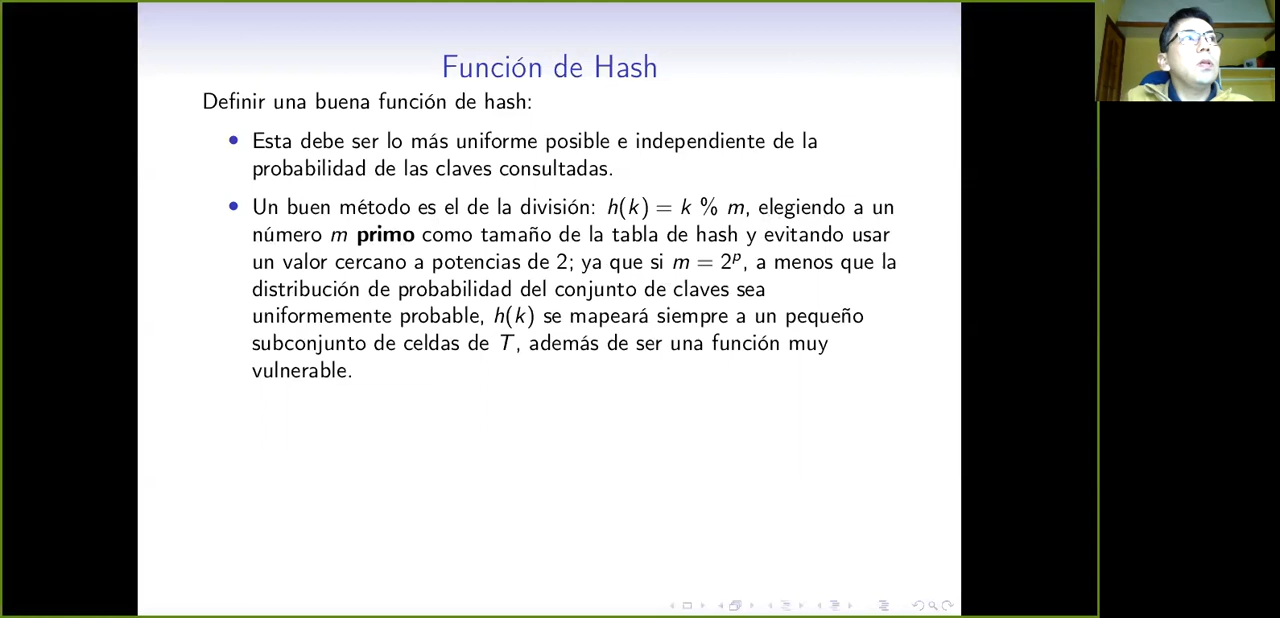 Función de Hash
Definir una buena función de hash:
• Esta debe ser lo más uniforme posible e independiente de la
probabilidad de las claves consultadas.
• Un buen método es el de la división: h(k) = k % m, elegiendo a un
número m primo como tamaño de la tabla de hash y evitando usar
un valor cercano a potencias de 2; ya que si m = 2^p, a menos que la
distribución de probabilidad del conjunto de claves sea
uniformemente probable, h(k) se mapeará siempre a un pequeño
subconjunto de celdas de T, además de ser una función muy
vulnerable.